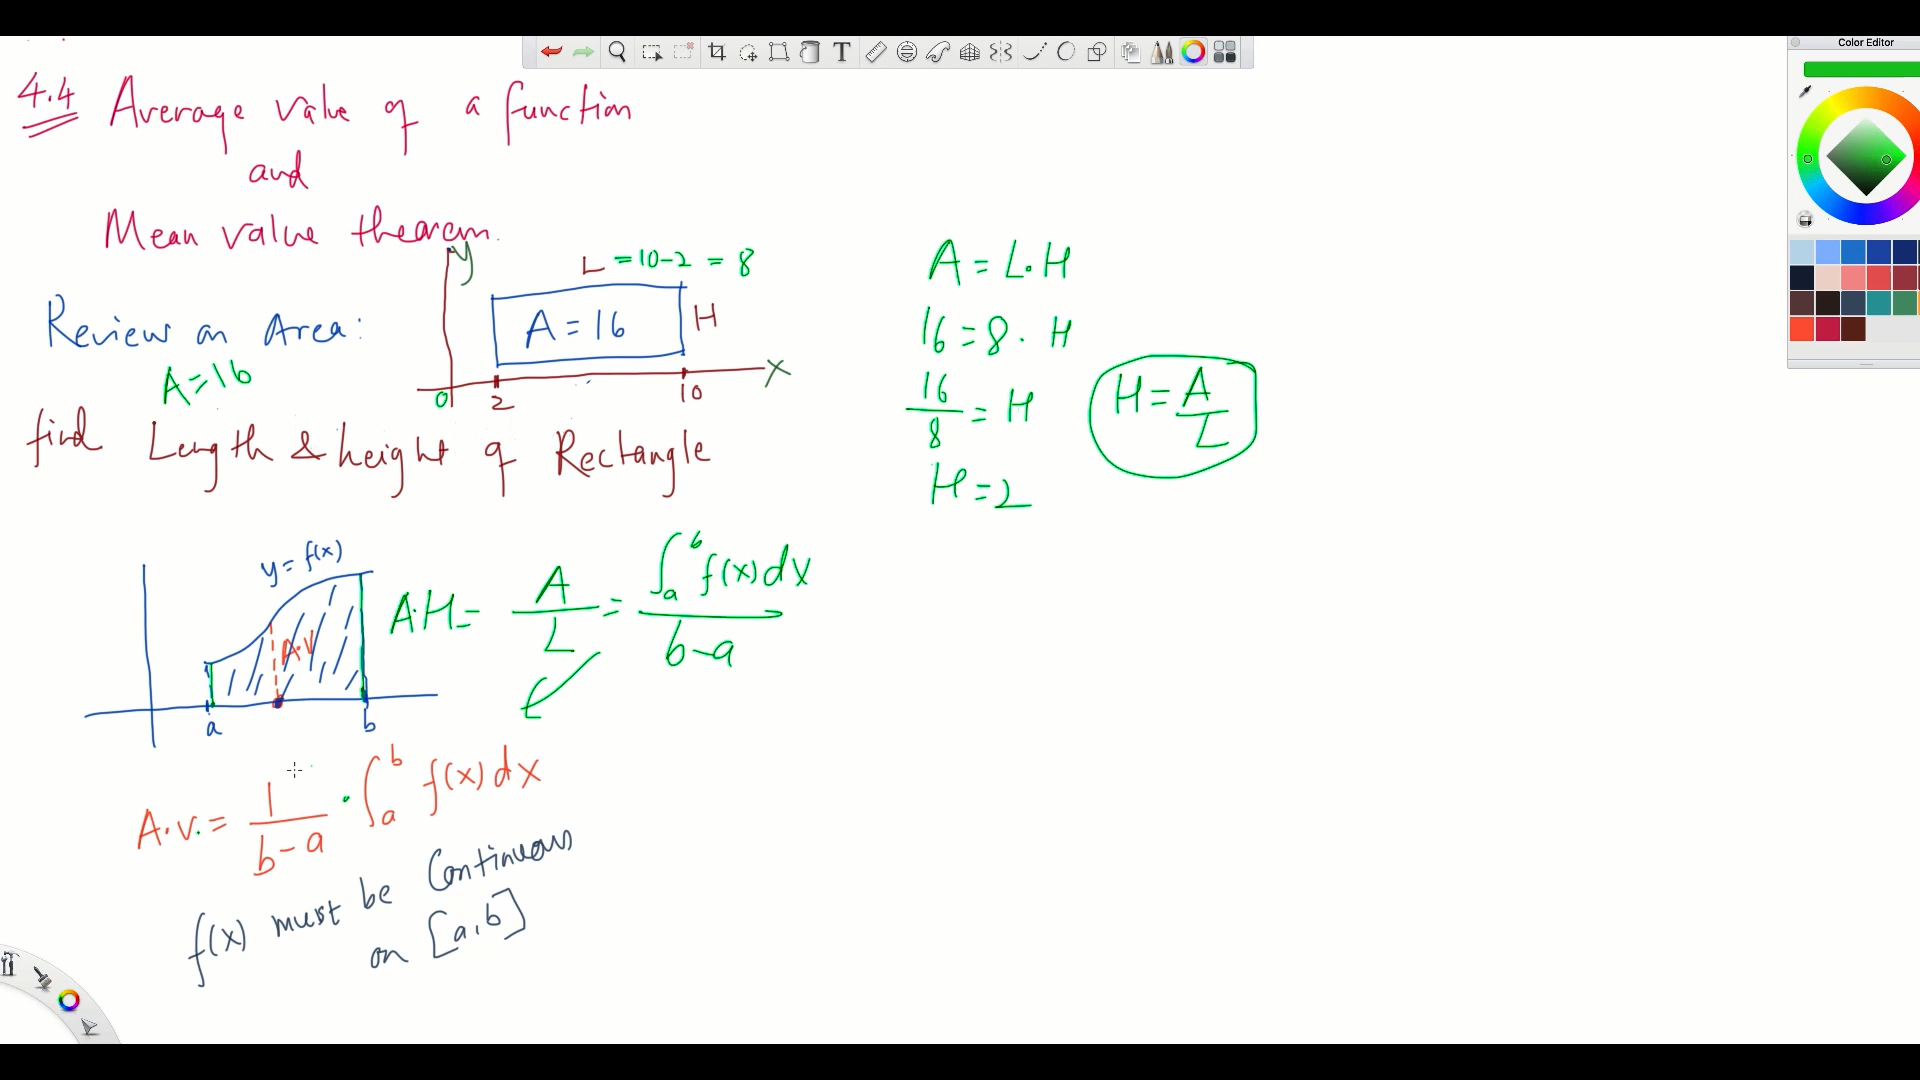 Color Editor
4.4 Average value of a function
and
Mean value theorem.
Review on Area:
A=16
y
L = 10-2 = 8
A = 16
H
0
2
10
X
find Length & height of Rectangle
A = L·H
16 = 8 · H
16/8 = H
H = 2
H = A/L
y = f(x)
A·V
a
b
A·H = A/L = ∫_a^b f(x)dx / b-a
A.v. = 1/b-a · ∫_a^b f(x)dx
f(x) must be Continuous
on [a,b]